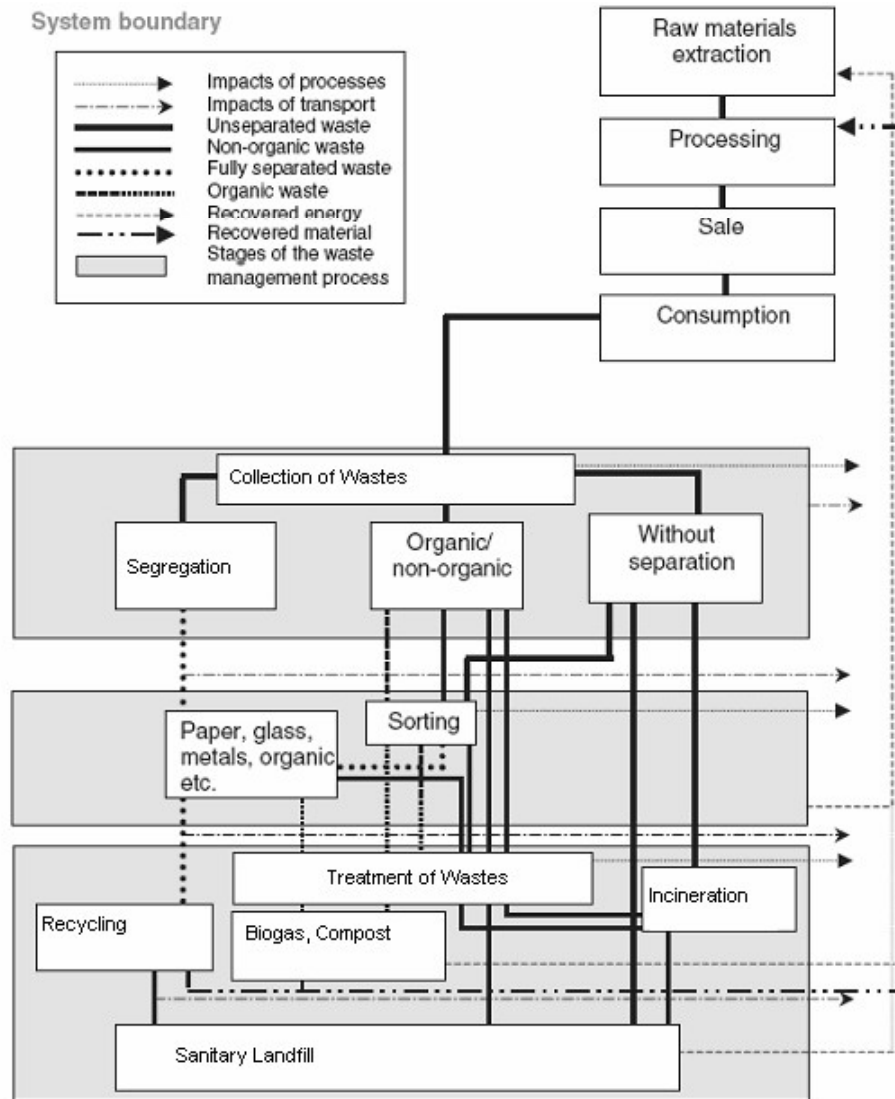 System boundary
Impacts of processes
Impacts of transport
Unseparated waste
Non-organic waste
Fully separated waste
Organic waste
Recovered energy
Recovered material
Stages of the waste
management process
Raw materials
extraction
Processing
Sale
Consumption
Collection of Wastes
Segregation
Organic/
non-organic
Without
separation
Sorting
Paper, glass,
metals, organic
etc.
Treatment of Wastes
Incineration
Recycling
Biogas, Compost
Sanitary Landfill